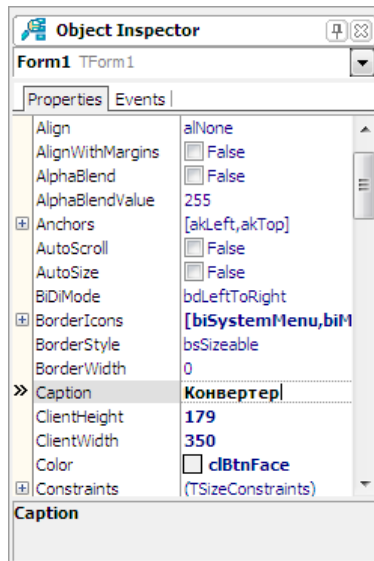 Object Inspector
Form1 TForm1
Properties Events
Align alNone
AlignWithMargins False
AlphaBlend False
AlphaBlendValue 255
Anchors [akLeft,akTop]
AutoScroll False
AutoSize False
BiDiMode bdLeftToRight
BorderIcons [biSystemMenu,biM
BorderStyle bsSizeable
BorderWidth 0
Caption Конвертер
ClientHeight 179
ClientWidth 350
Color clBtnFace
Constraints (TSizeConstraints)
Caption